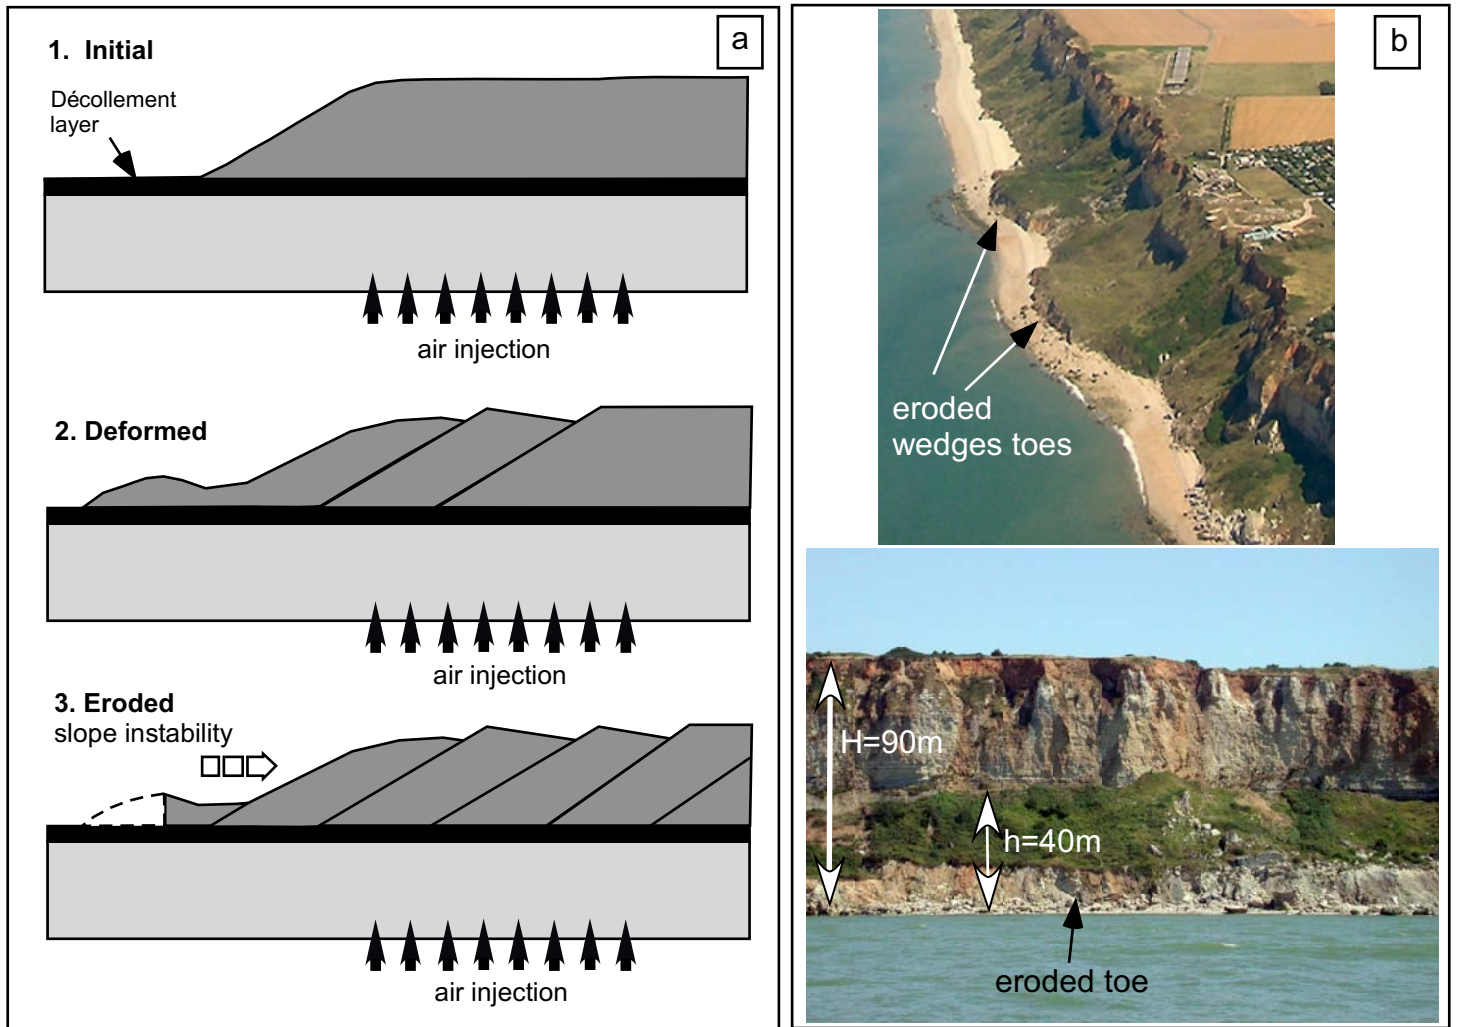 a
1. Initial
Décollement
layer
air injection
2. Deformed
air injection
3. Eroded
slope instability
air injection
b
eroded
wedges toes
H=90m
h=40m
eroded toe